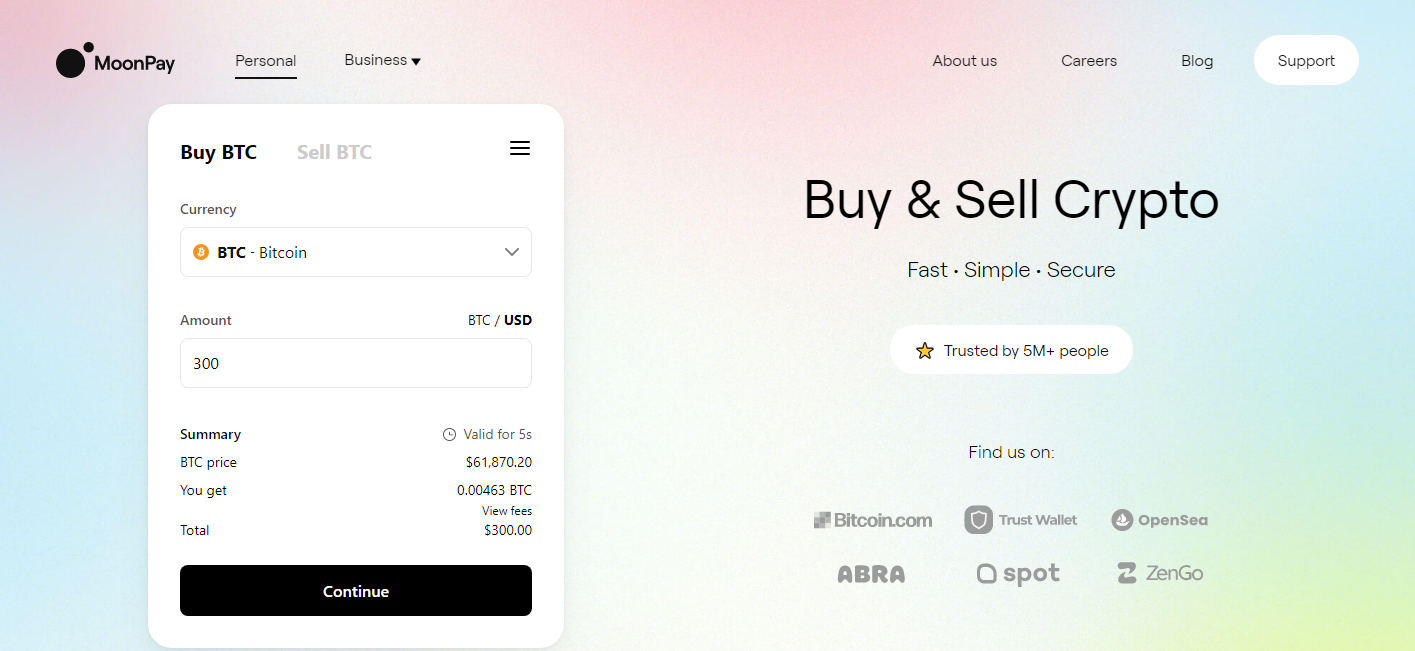 MoonPay
Personal
Business
About us
Careers
Blog
Support
Buy BTC
Sell BTC
Currency
BTC - Bitcoin
Amount
BTC / USD
300
Summary
Valid for 5s
BTC price
$61,870.20
You get
0.00463 BTC
View fees
Total
$300.00
Continue
Buy & Sell Crypto
Fast • Simple • Secure
Trusted by 5M+ people
Find us on:
Bitcoin.com
Trust Wallet
OpenSea
ABRA
spot
ZenGo